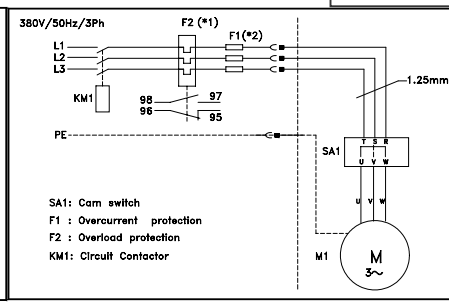 380V/50Hz/3Ph
F2 (*1)
F1(*2)
L1
L2
L3
KM1
98
97
96
95
1.25mm
PE
T S R
SA1
U V W
SA1: Cam switch
F1 : Overcurrent protection
F2 : Overload protection
KM1: Circuit Contactor
U V W
M1
M
3~